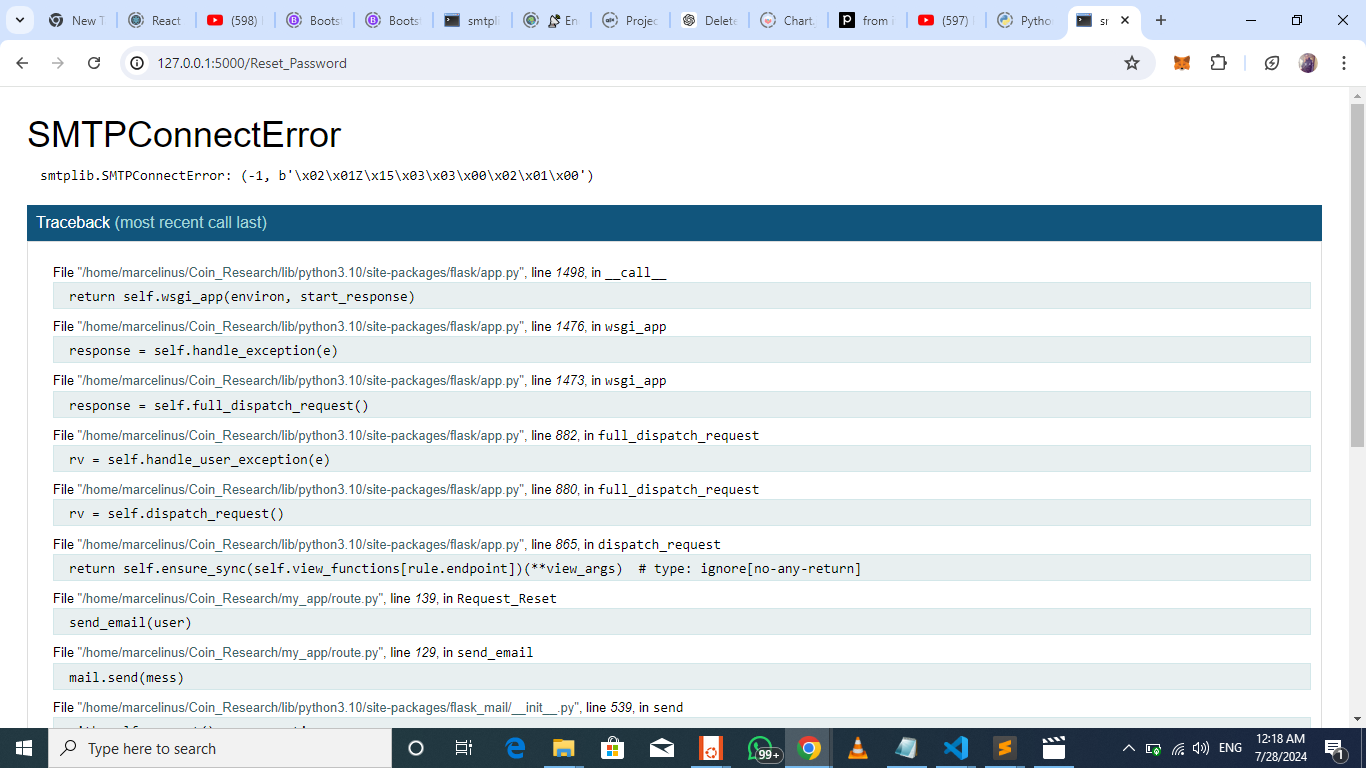 New T
React
(598)
Boots
Boots
smtpli
En
Projec
Delete
Chart.
from i
(597)
Pytho
sr
127.0.0.1:5000/Reset_Password
SMTPConnectError
smtplib.SMTPConnectError: (-1, b'\x02\x01Z\x15\x03\x03\x00\x02\x01\x00')
Traceback (most recent call last)
File "/home/marcelinus/Coin_Research/lib/python3.10/site-packages/flask/app.py", line 1498, in __call__
return self.wsgi_app(environ, start_response)
File "/home/marcelinus/Coin_Research/lib/python3.10/site-packages/flask/app.py", line 1476, in wsgi_app
response = self.handle_exception(e)
File "/home/marcelinus/Coin_Research/lib/python3.10/site-packages/flask/app.py", line 1473, in wsgi_app
response = self.full_dispatch_request()
File "/home/marcelinus/Coin_Research/lib/python3.10/site-packages/flask/app.py", line 882, in full_dispatch_request
rv = self.handle_user_exception(e)
File "/home/marcelinus/Coin_Research/lib/python3.10/site-packages/flask/app.py", line 880, in full_dispatch_request
rv = self.dispatch_request()
File "/home/marcelinus/Coin_Research/lib/python3.10/site-packages/flask/app.py", line 865, in dispatch_request
return self.ensure_sync(self.view_functions[rule.endpoint])(**view_args)  # type: ignore[no-any-return]
File "/home/marcelinus/Coin_Research/my_app/route.py", line 139, in Request_Reset
send_email(user)
File "/home/marcelinus/Coin_Research/my_app/route.py", line 129, in send_email
mail.send(mess)
File "/home/marcelinus/Coin_Research/lib/python3.10/site-packages/flask_mail/__init__.py", line 539, in send
Type here to search
99+
ENG
12:18 AM
7/28/2024
1